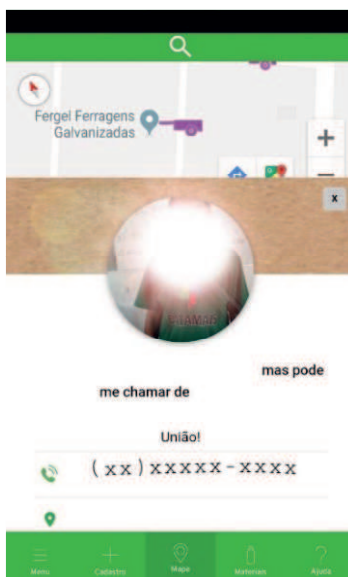 Fergel Ferragens
Galvanizadas
+
−
x
mas pode
me chamar de
União!
(xx)xxxxx-xxxx
Menu Cadastro Mapa Materiais Ajuda